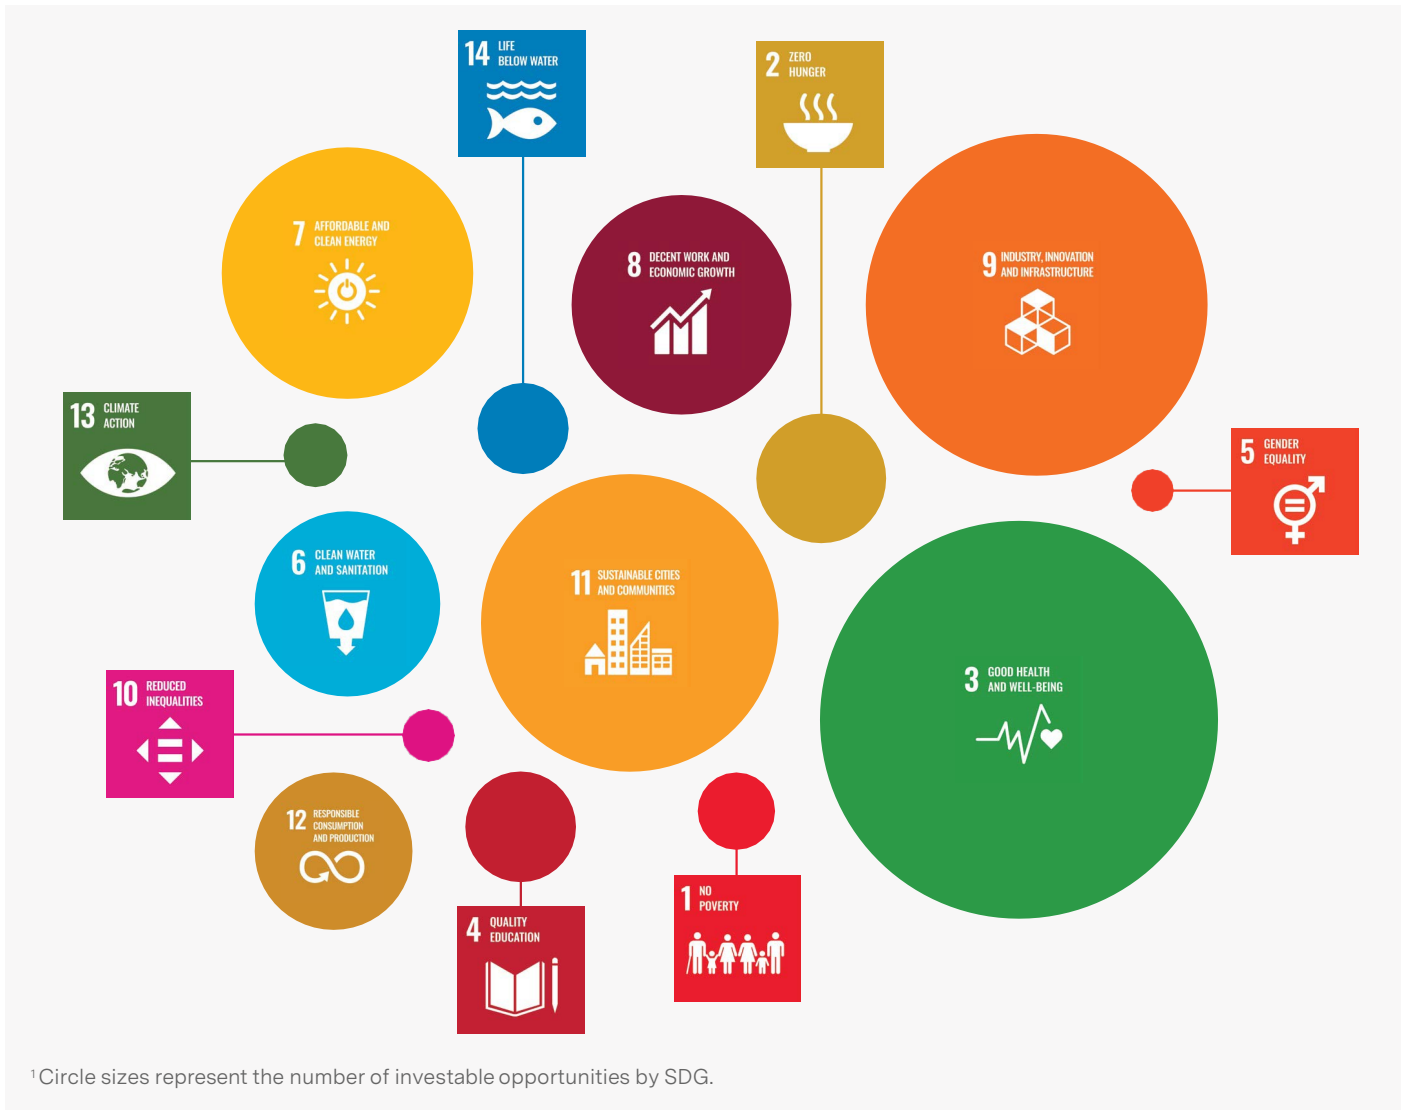 14 LIFE
BELOW WATER
2 ZERO
HUNGER
7 AFFORDABLE AND
CLEAN ENERGY
8 DECENT WORK AND
ECONOMIC GROWTH
9 INDUSTRY, INNOVATION
AND INFRASTRUCTURE
13 CLIMATE
ACTION
5 GENDER
EQUALITY
6 CLEAN WATER
AND SANITATION
11 SUSTAINABLE CITIES
AND COMMUNITIES
3 GOOD HEALTH
AND WELL-BEING
10 REDUCED
INEQUALITIES
12 RESPONSIBLE
CONSUMPTION
AND PRODUCTION
4 QUALITY
EDUCATION
1 NO
POVERTY
¹ Circle sizes represent the number of investable opportunities by SDG.